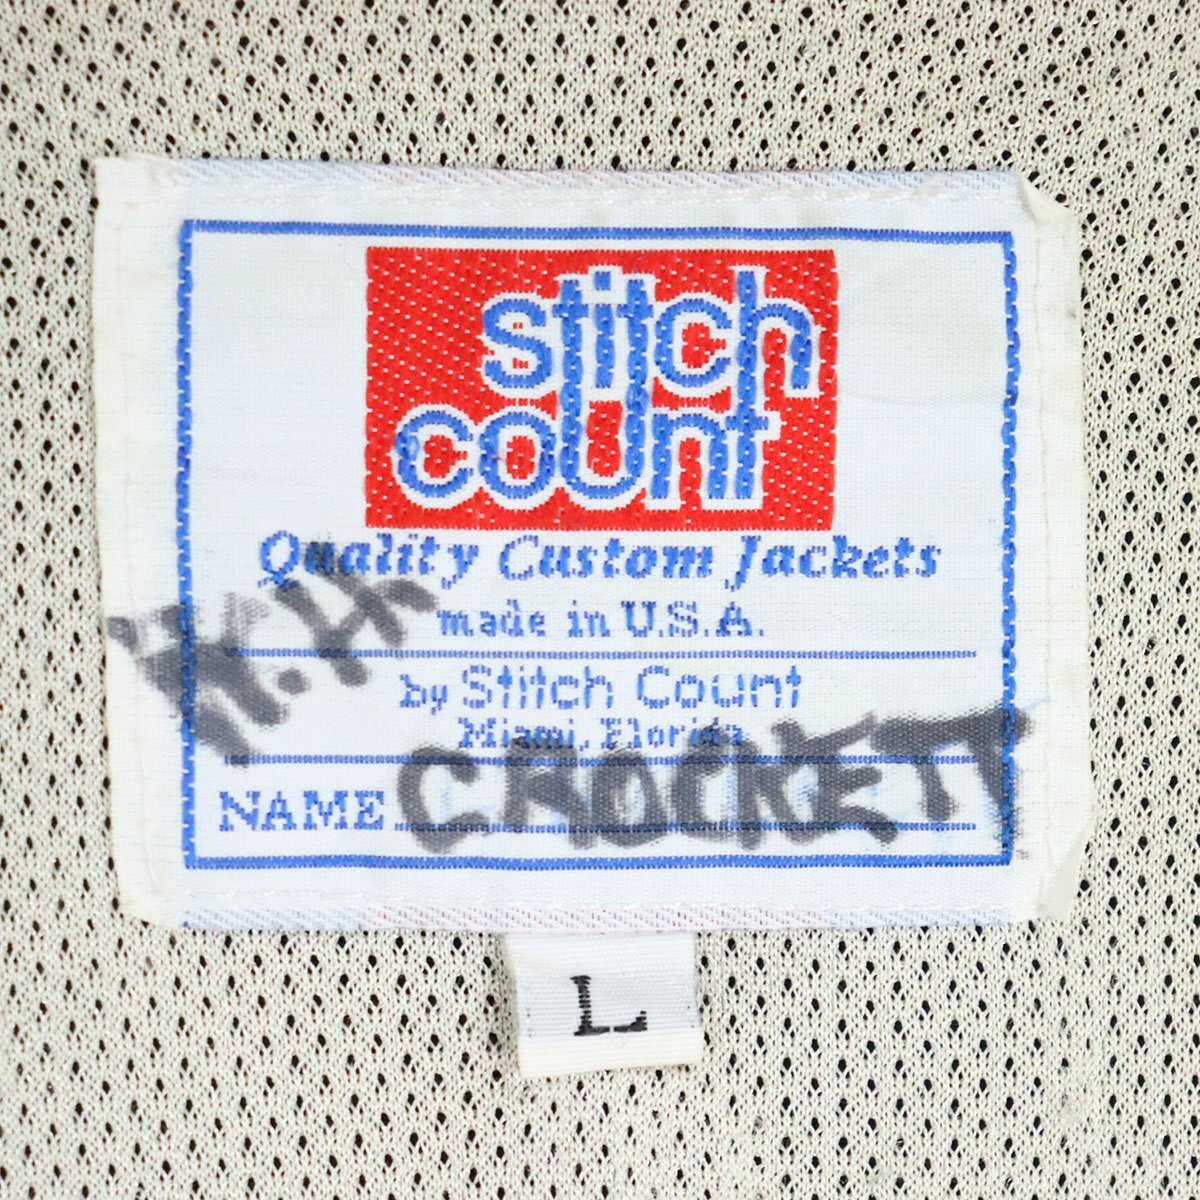 stitch
count
Quality Custom Jackets
made in U.S.A.
by Stitch Count
Miami, Florida
NAME CROCKETT
L